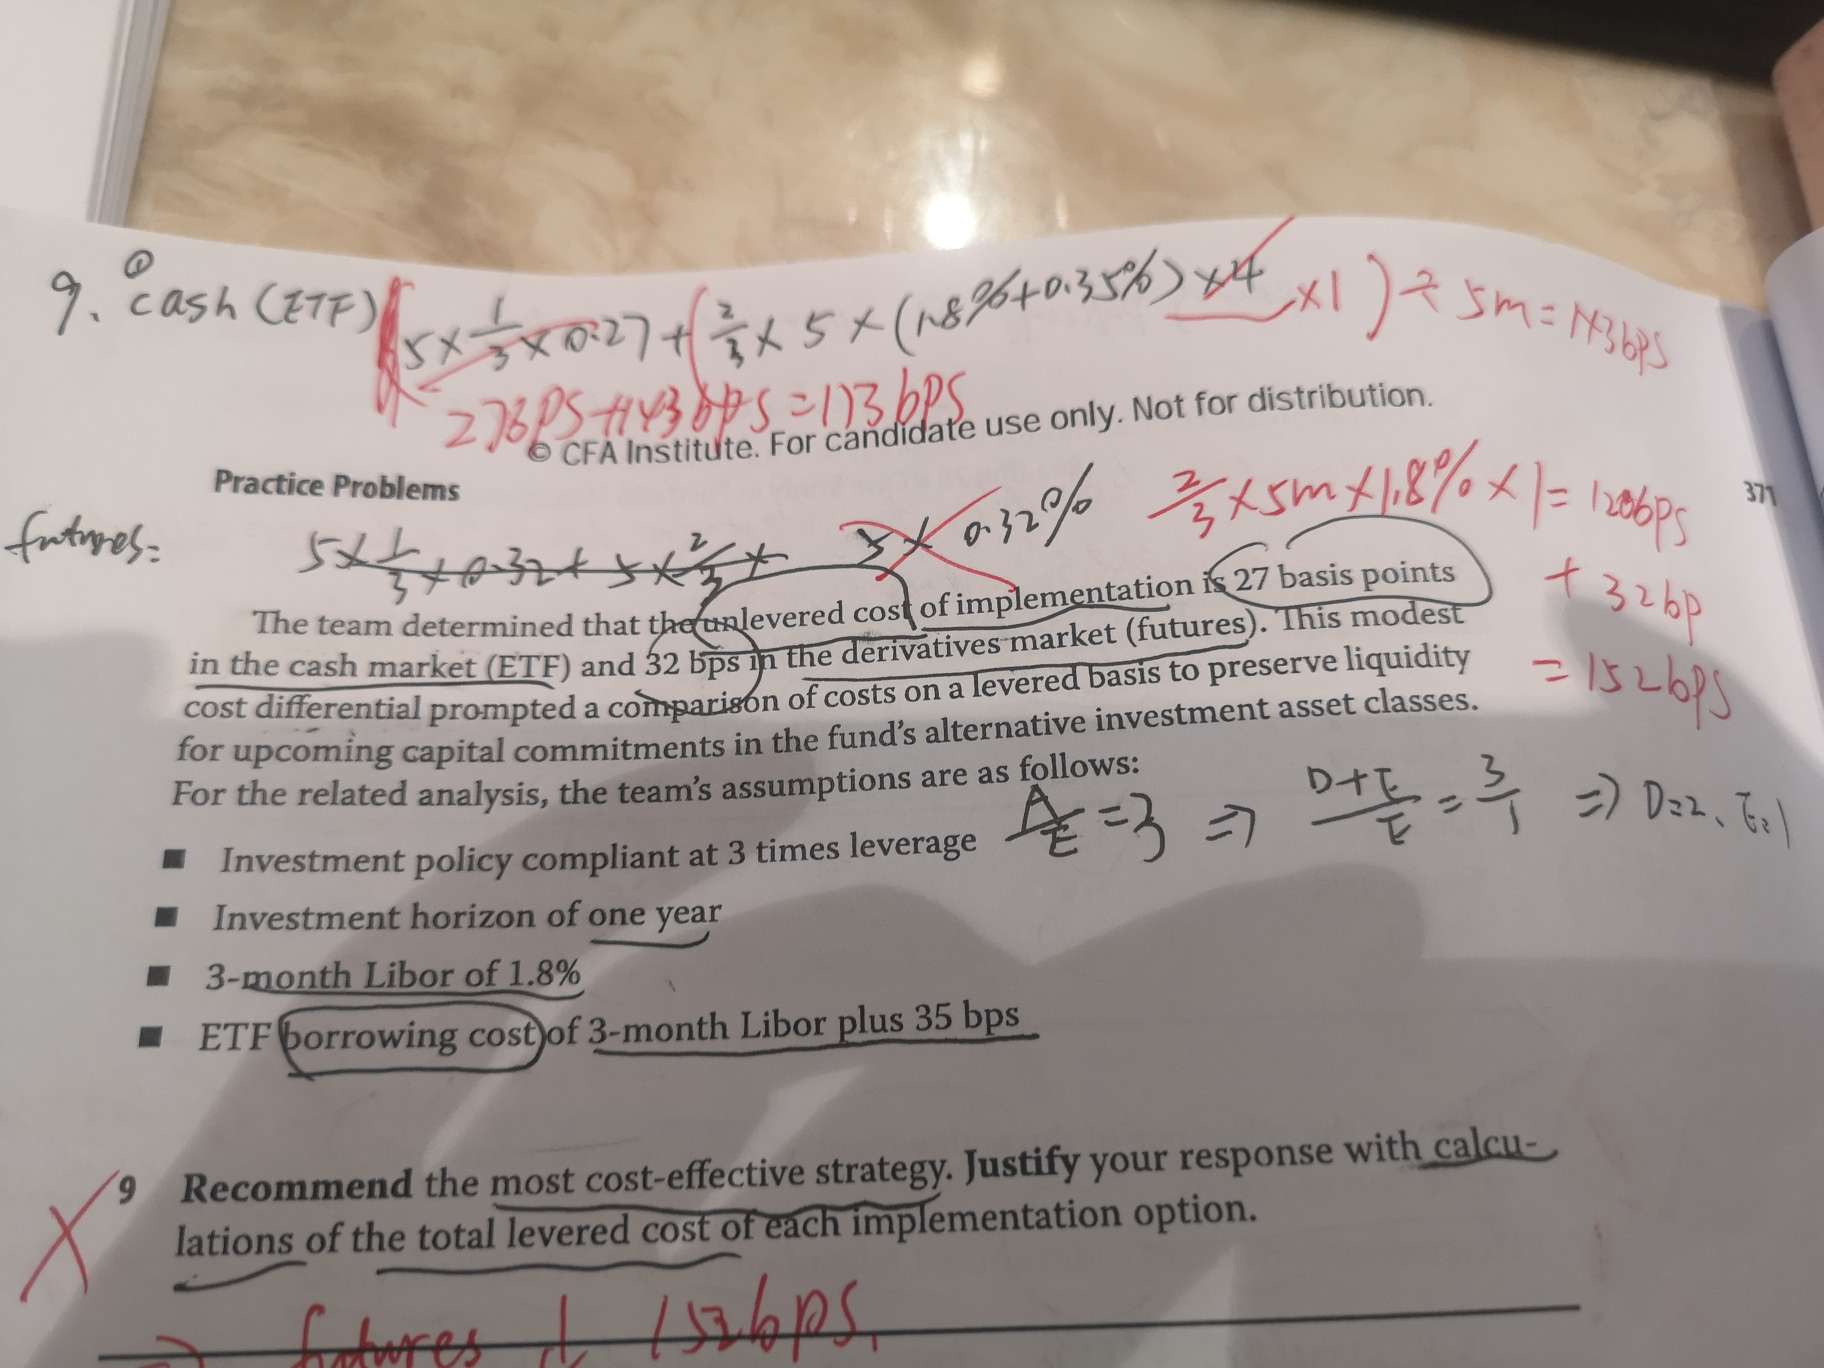 9. ① cash (ETF) 5 × 1/3 × 0.27 + ( 2/3 × 5 × (1.8%+0.35%) ×4 ×1 ) ÷ 5m = 143bps
27bps+143bps=173bps
© CFA Institute. For candidate use only. Not for distribution.
Practice Problems
371
futures: 5×1/3×0.32+5×2/3×
5 × 0.32%
2/3 × 5m × 1.8% × 1 = 120bps
+ 32bp
= 152bps
The team determined that the unlevered cost of implementation is 27 basis points
in the cash market (ETF) and 32 bps in the derivatives market (futures). This modest
cost differential prompted a comparison of costs on a levered basis to preserve liquidity
for upcoming capital commitments in the fund's alternative investment asset classes.
For the related analysis, the team's assumptions are as follows:
■ Investment policy compliant at 3 times leverage
A/E = 3 ⇒ D+E/E = 3/1 ⇒ D=2、E=1
■ Investment horizon of one year
■ 3-month Libor of 1.8%
■ ETF borrowing cost of 3-month Libor plus 35 bps
9 Recommend the most cost-effective strategy. Justify your response with calcu-
lations of the total levered cost of each implementation option.
futures 152bps.